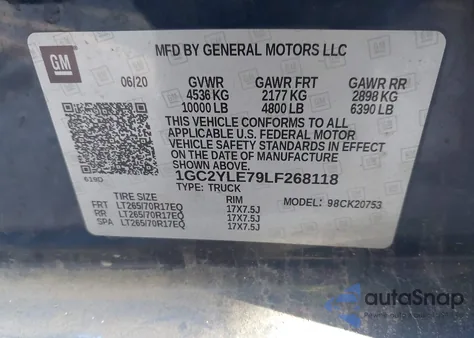 GM
MFD BY GENERAL MOTORS LLC
06/20 GVWR GAWR FRT GAWR RR
4536 KG 2177 KG 2898 KG
10000 LB 4800 LB 6390 LB
THIS VEHICLE CONFORMS TO ALL
APPLICABLE U.S. FEDERAL MOTOR
VEHICLE SAFETY STANDARDS IN EFFECT
ON THE DATE OF MANUFACTURE SHOWN ABOVE.
1GC2YLE79LF268118
619D TYPE: TRUCK
TIRE SIZE RIM 98CK20753
FRT LT265/70R17EQ 17X7.5J
RR LT265/70R17EQ 17X7.5J
SPA LT265/70R17EQ 17X7.5J
autoSnap